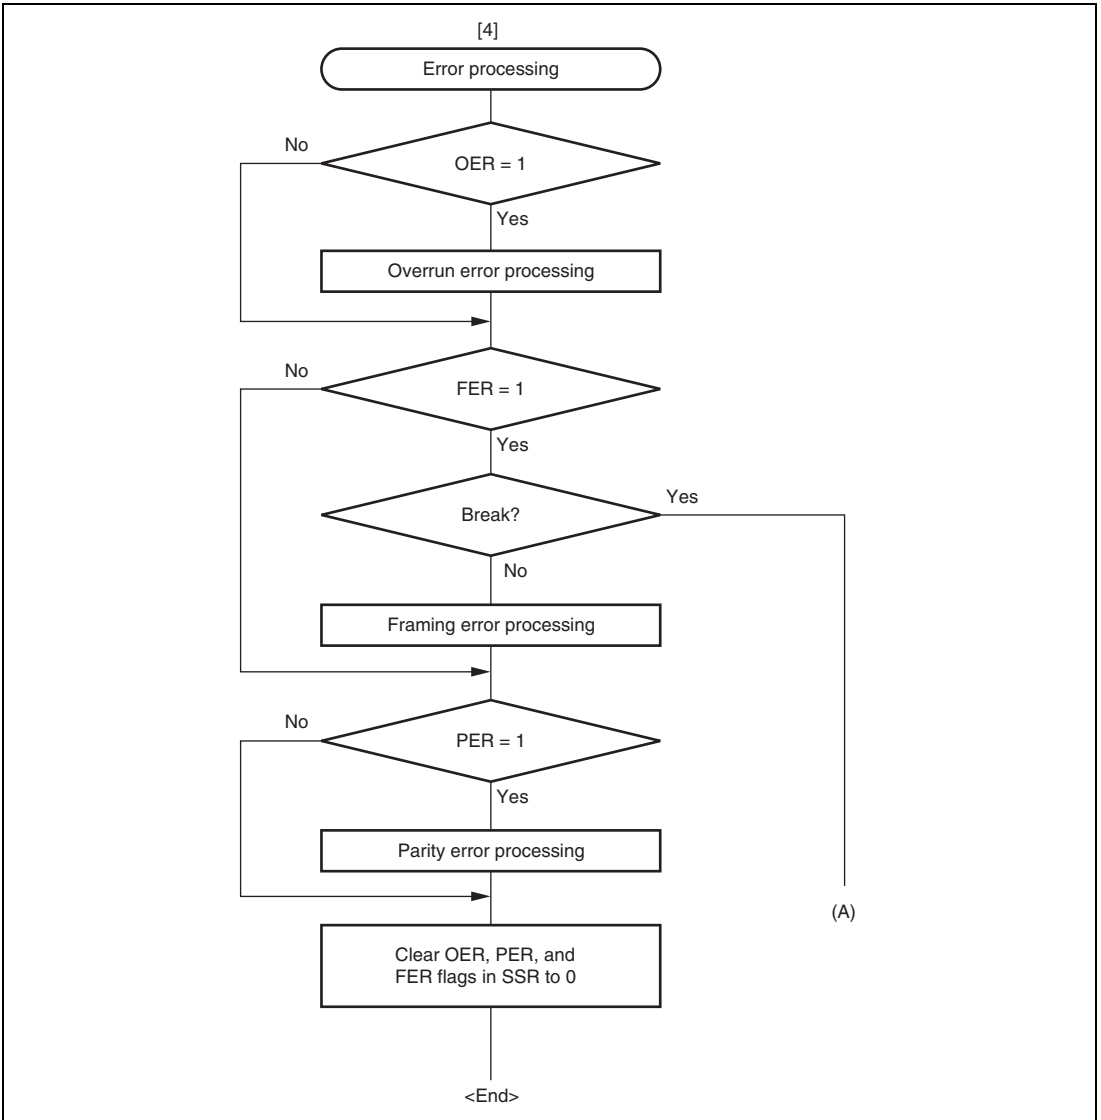 [4]
Error processing
No
OER = 1
Yes
Overrun error processing
No
FER = 1
Yes
Yes
Break?
No
Framing error processing
No
PER = 1
Yes
Parity error processing
(A)
Clear OER, PER, and
FER flags in SSR to 0
<End>